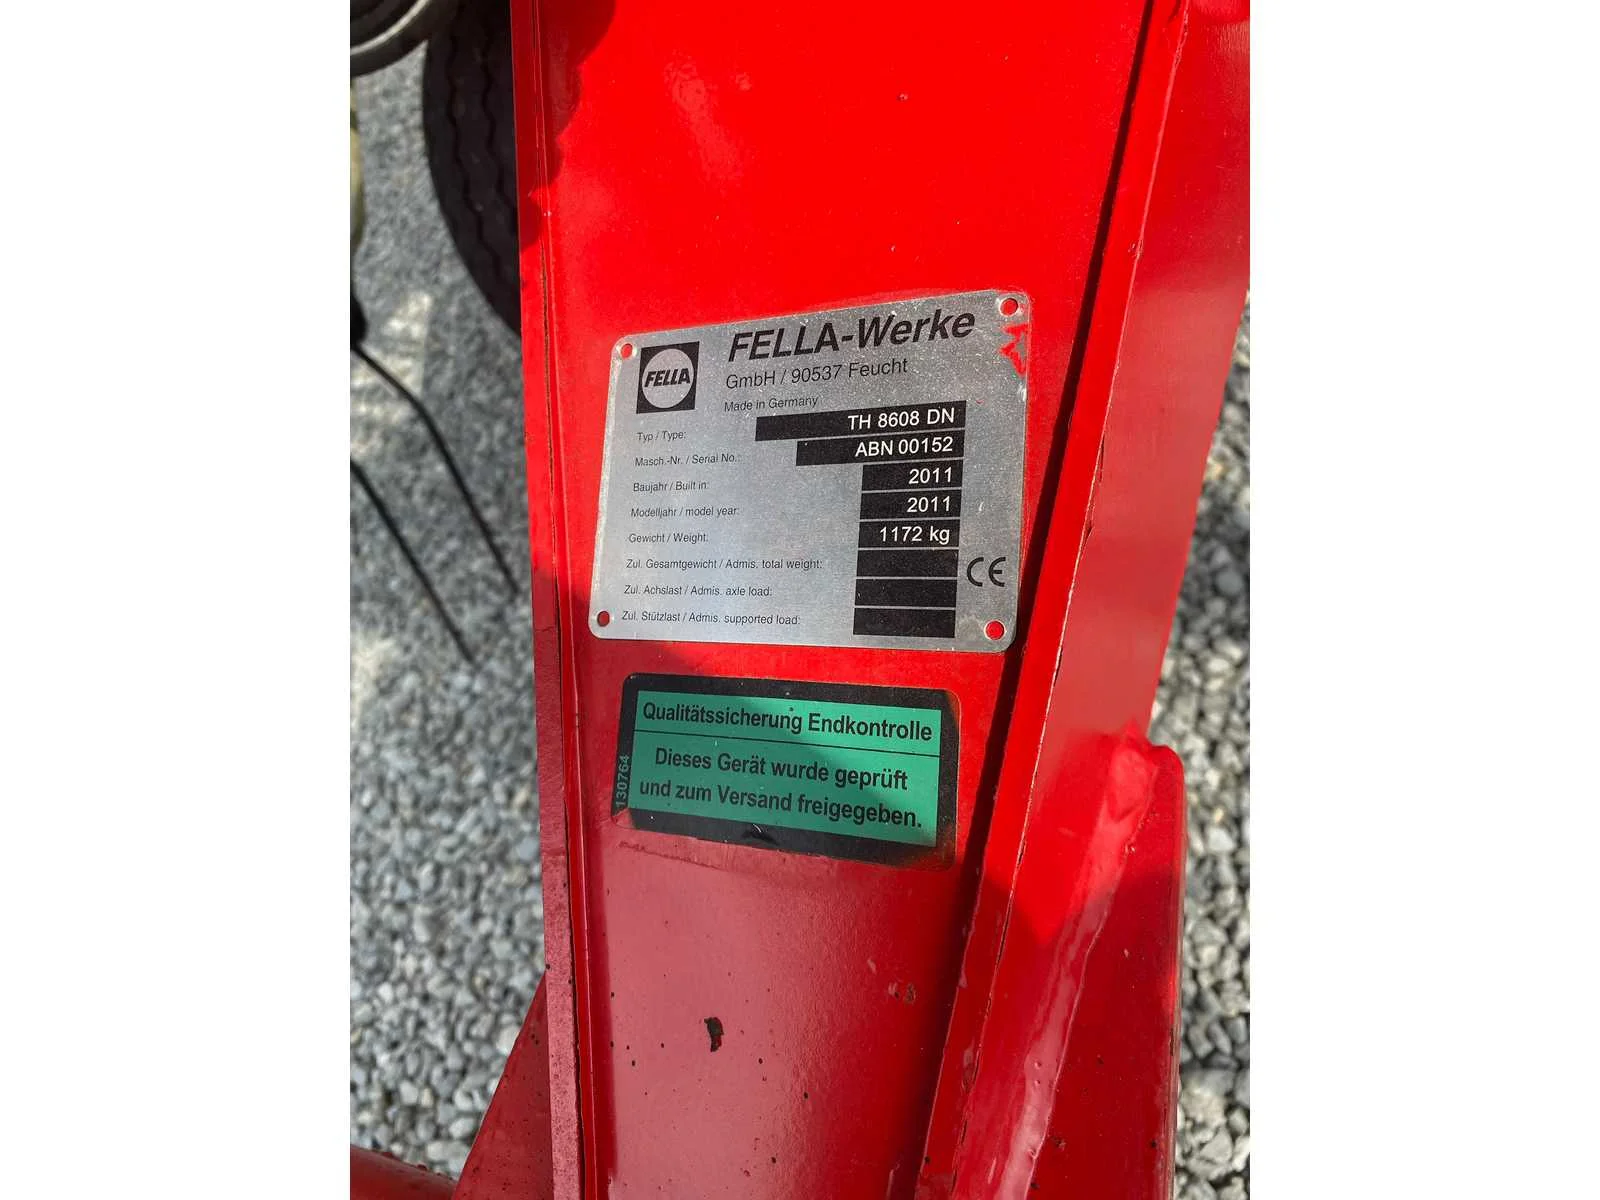 FELLA
FELLA-Werke
GmbH / 90537 Feucht
Made in Germany
Typ / Type: TH 8608 DN
Masch.-Nr. / Serial No.: ABN 00152
Baujahr / Built in: 2011
Modelljahr / model year: 2011
Gewicht / Weight: 1172 kg
Zul. Gesamtgewicht / Admis. total weight:
Zul. Achslast / Admis. axle load:
Zul. Stützlast / Admis. supported load:
CE
Qualitätssicherung Endkontrolle
Dieses Gerät wurde geprüft
und zum Versand freigegeben.
130764